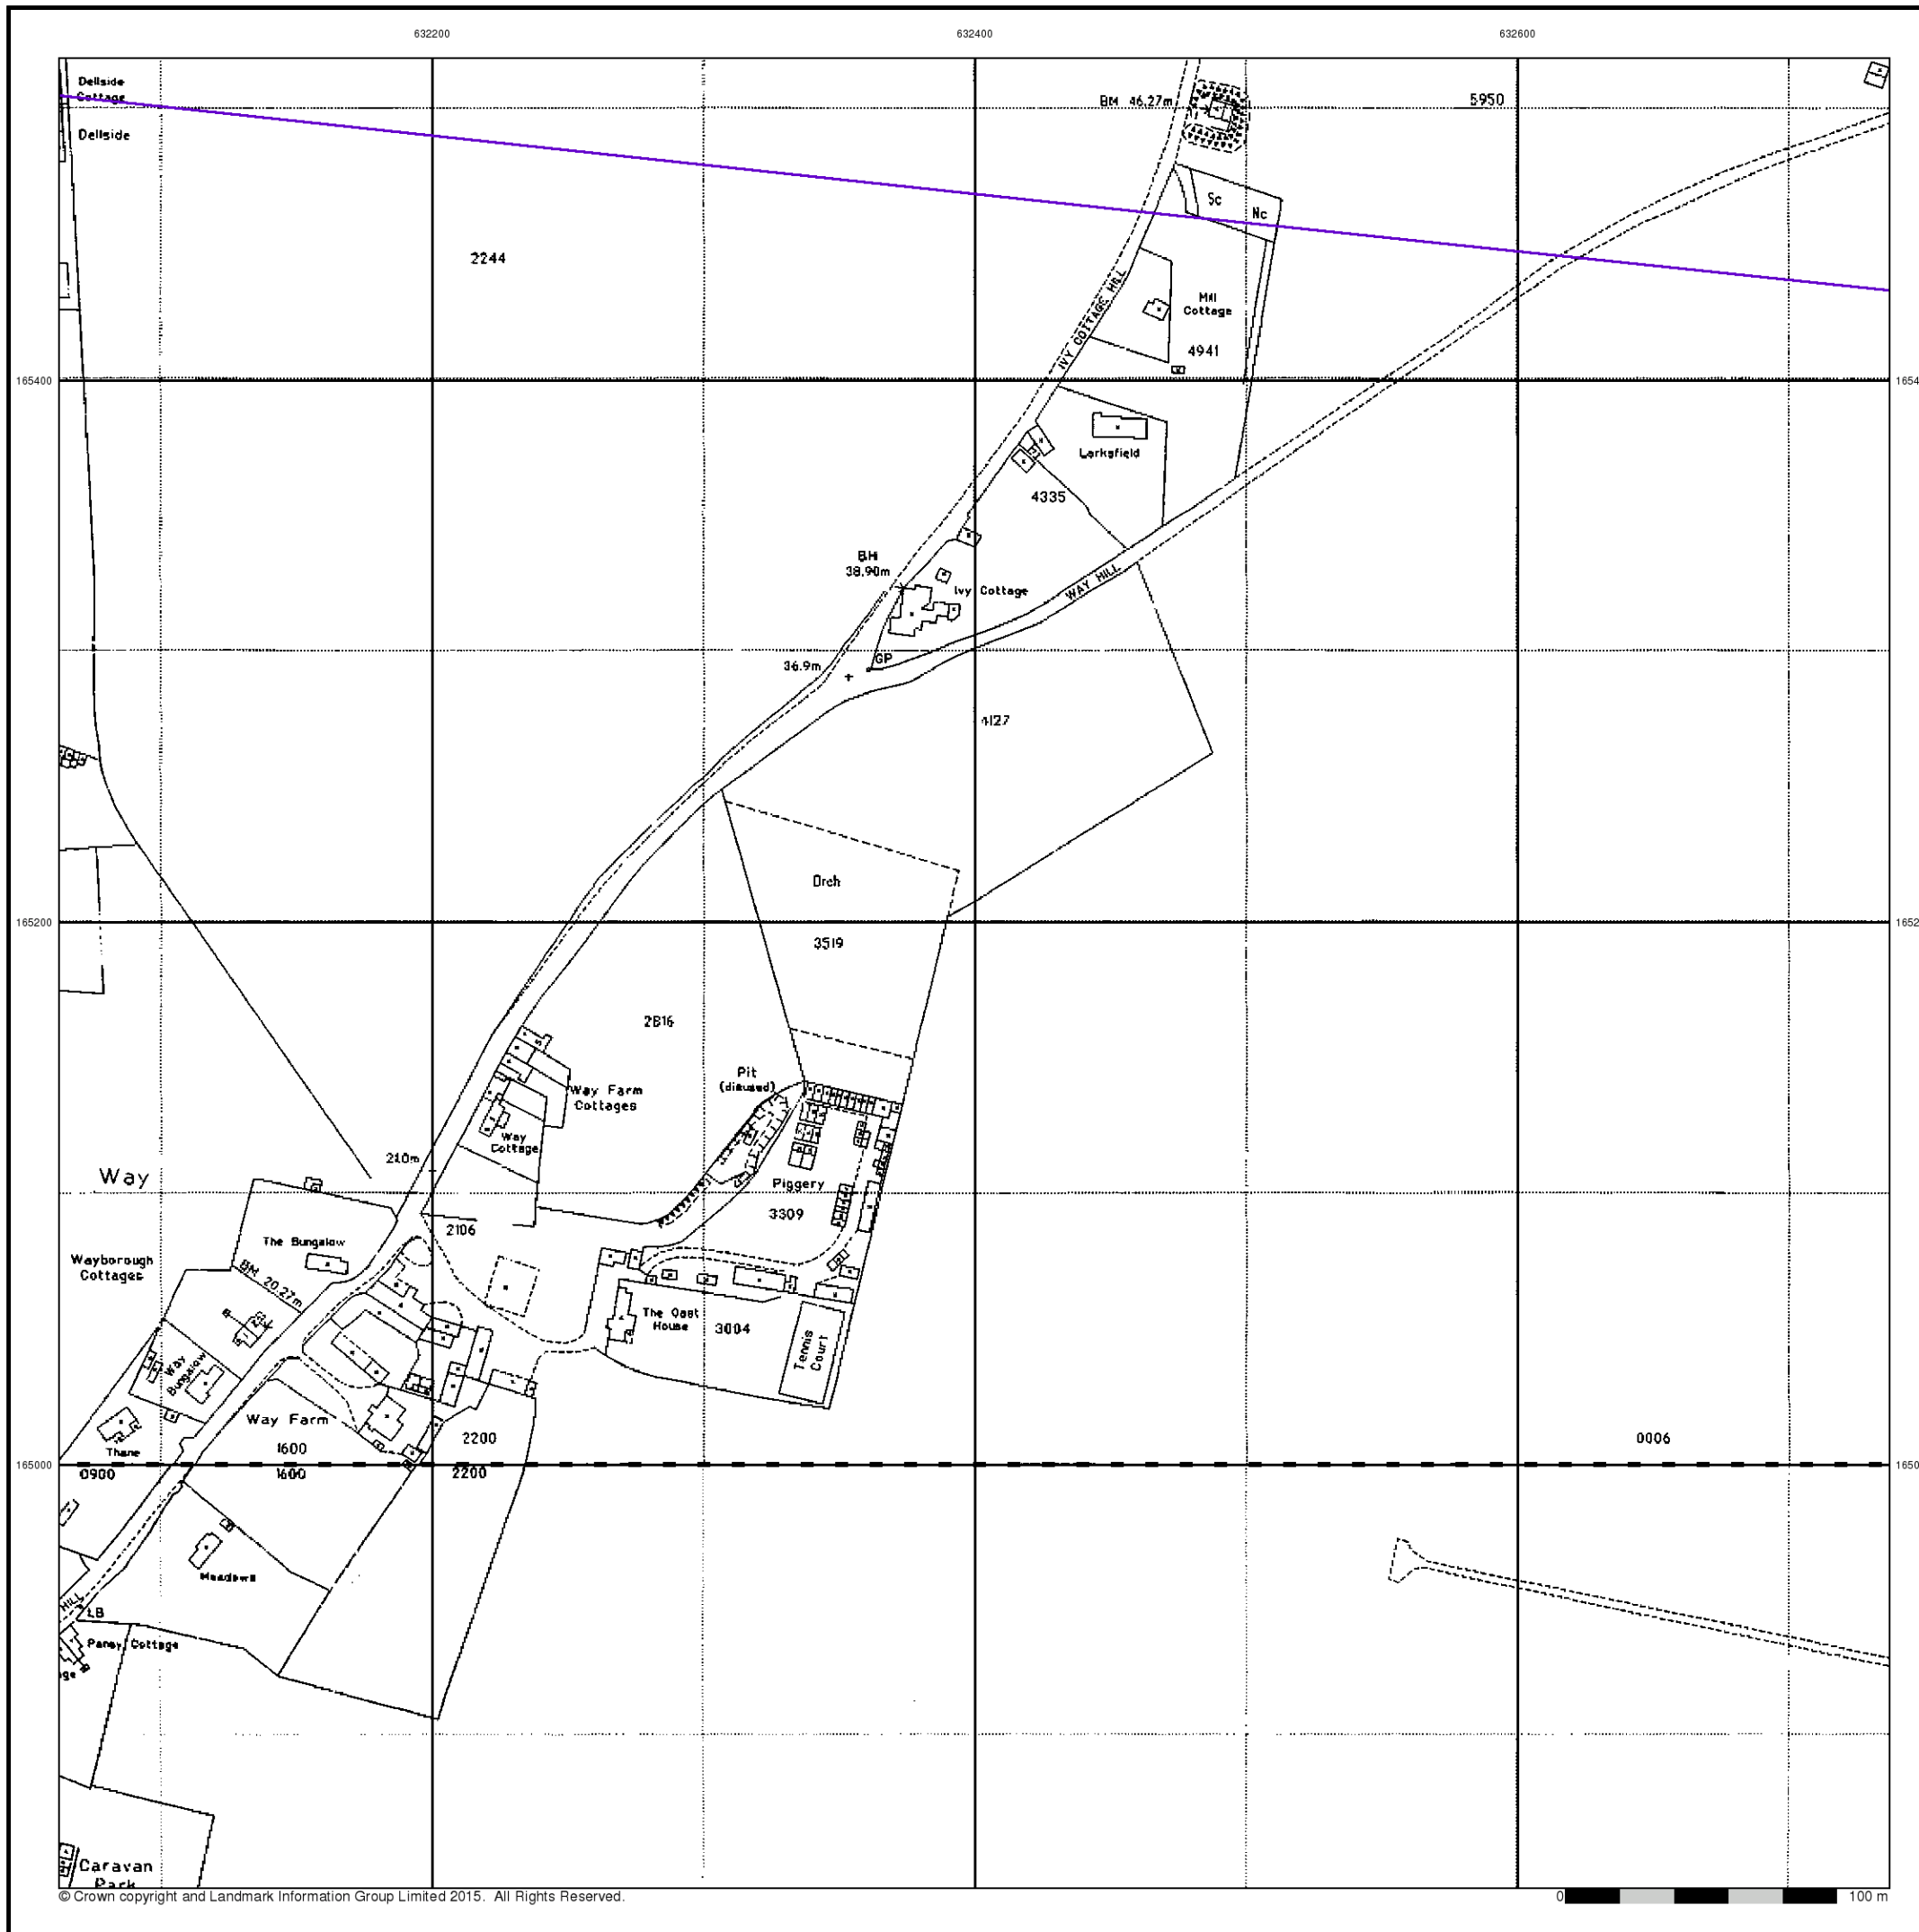 632200
632400
632600
Dellside
Cottage
Dellside
BM 46.27m
5950
Sc
Nc
2244
IVY COTTAGE HILL
Mill
Cottage
4941
165400
Larksfield
4335
BM
38.90m
Ivy Cottage
WAY HILL
GP
36.9m
4127
Orch
165200
3519
2816
Pit
(disused)
Way Farm
Cottages
Way
Cottage
21.0m
Way
Piggery
3309
2106
The Bungalow
Wayborough
Cottages
BM 20.27m
The Oast
House
3004
Tennis
Court
Way
Bungalow
Way Farm
1600
2200
Thane
0006
165000
0900
1600
2200
Meadows
HILL
LB
Pansy Cottage
Caravan
Park
© Crown copyright and Landmark Information Group Limited 2015. All Rights Reserved.
0
100 m